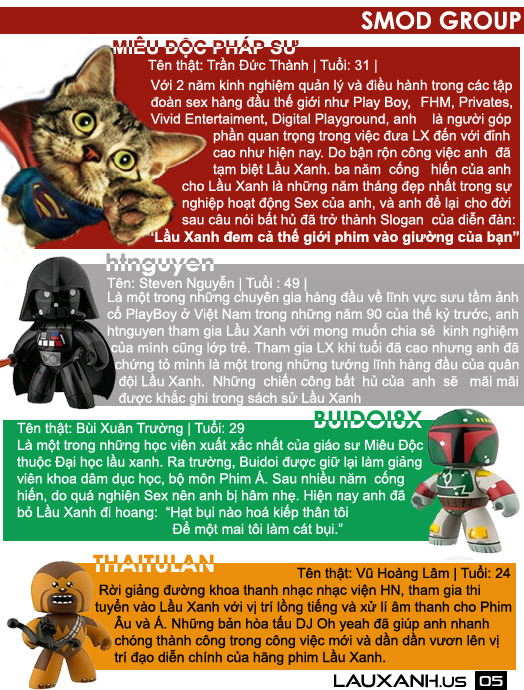 SMOD GROUP
MIÊU ĐỘC PHÁP SƯ
Tên thật: Trần Đức Thành | Tuổi: 31 |
Với 2 năm kinh nghiệm quản lý và điều hành trong các tập
đoàn sex hàng đầu thế giới như Play Boy, FHM, Privates,
Vivid Entertaiment, Digital Playground, anh là người góp
phần quan trọng trong việc đưa LX đến với đỉnh
cao như hiện nay. Do bận rộn công việc anh đã
tạm biệt Lầu Xanh. ba năm cống hiến của anh
cho Lầu Xanh là những năm tháng đẹp nhất trong sự
nghiệp hoạt động Sex của anh, và anh để lại cho đời
sau câu nói bất hủ đã trở thành Slogan của diễn đàn:
"Lầu Xanh đem cả thế giới phim vào giường của bạn"
htnguyen
Tên: Steven Nguyễn | Tuổi : 49 |
Là một trong những chuyên gia hàng đầu về lĩnh vực sưu tầm ảnh
cổ PlayBoy ở Việt Nam trong những năm 90 của thế kỷ trước, anh
htnguyen tham gia Lầu Xanh với mong muốn chia sẻ kinh nghiệm
của mình cũng lớp trẻ. Tham gia LX khi tuổi đã cao nhưng anh đã
chứng tỏ mình là một trong những tướng lĩnh hàng đầu của quân
đội Lầu Xanh. Những chiến công bất hủ của anh sẽ mãi mãi
được khắc ghi trong sách sử Lầu Xanh
BUIDOI8X
Tên thật: Bùi Xuân Trường | Tuổi: 29
Là một trong những học viên xuất xắc nhất của giáo sư Miêu Độc
thuộc Đại học lầu xanh. Ra trường, Buidoi được giữ lại làm giảng
viên khoa dâm dục học, bộ môn Phim Á. Sau nhiều năm cống
hiến, do quá nghiện Sex nên anh bị hâm nhẹ. Hiện nay anh đã
bỏ Lầu Xanh đi hoang: "Hạt bụi nào hoá kiếp thân tôi
Để một mai tôi làm cát bụi."
THAITULAN
Tên thật: Vũ Hoàng Lâm | Tuổi: 24
Rời giảng đường khoa thanh nhạc nhạc viện HN, tham gia thi
tuyển vào Lầu Xanh với vị trí lồng tiếng và xử lí âm thanh cho Phim
Âu và Á. Những bản hòa tấu DJ Oh yeah đã giúp anh nhanh
chóng thành công trong công việc mới và dần dần vươn lên vị
trí đạo diễn chính của hãng phim Lầu Xanh.
LAUXANH.US 05